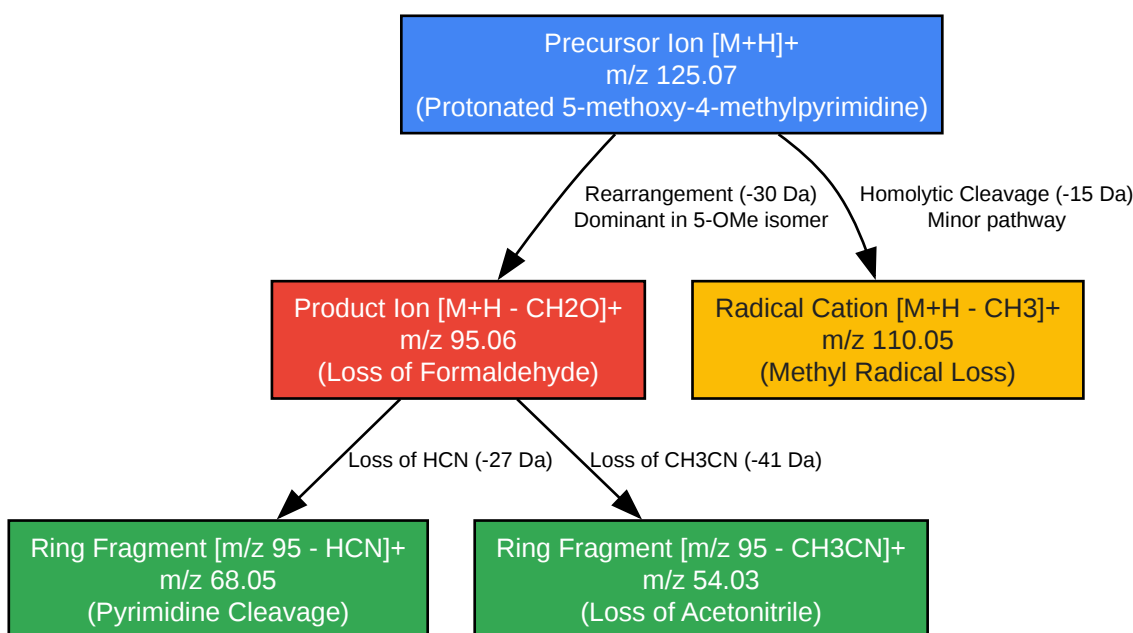 Precursor Ion [M+H]+
m/z 125.07
(Protonated 5-methoxy-4-methylpyrimidine)
Rearrangement (-30 Da)
Dominant in 5-OMe isomer
Homolytic Cleavage (-15 Da)
Minor pathway
Product Ion [M+H - CH2O]+
m/z 95.06
(Loss of Formaldehyde)
Radical Cation [M+H - CH3]+
m/z 110.05
(Methyl Radical Loss)
Loss of HCN (-27 Da)
Loss of CH3CN (-41 Da)
Ring Fragment [m/z 95 - HCN]+
m/z 68.05
(Pyrimidine Cleavage)
Ring Fragment [m/z 95 - CH3CN]+
m/z 54.03
(Loss of Acetonitrile)